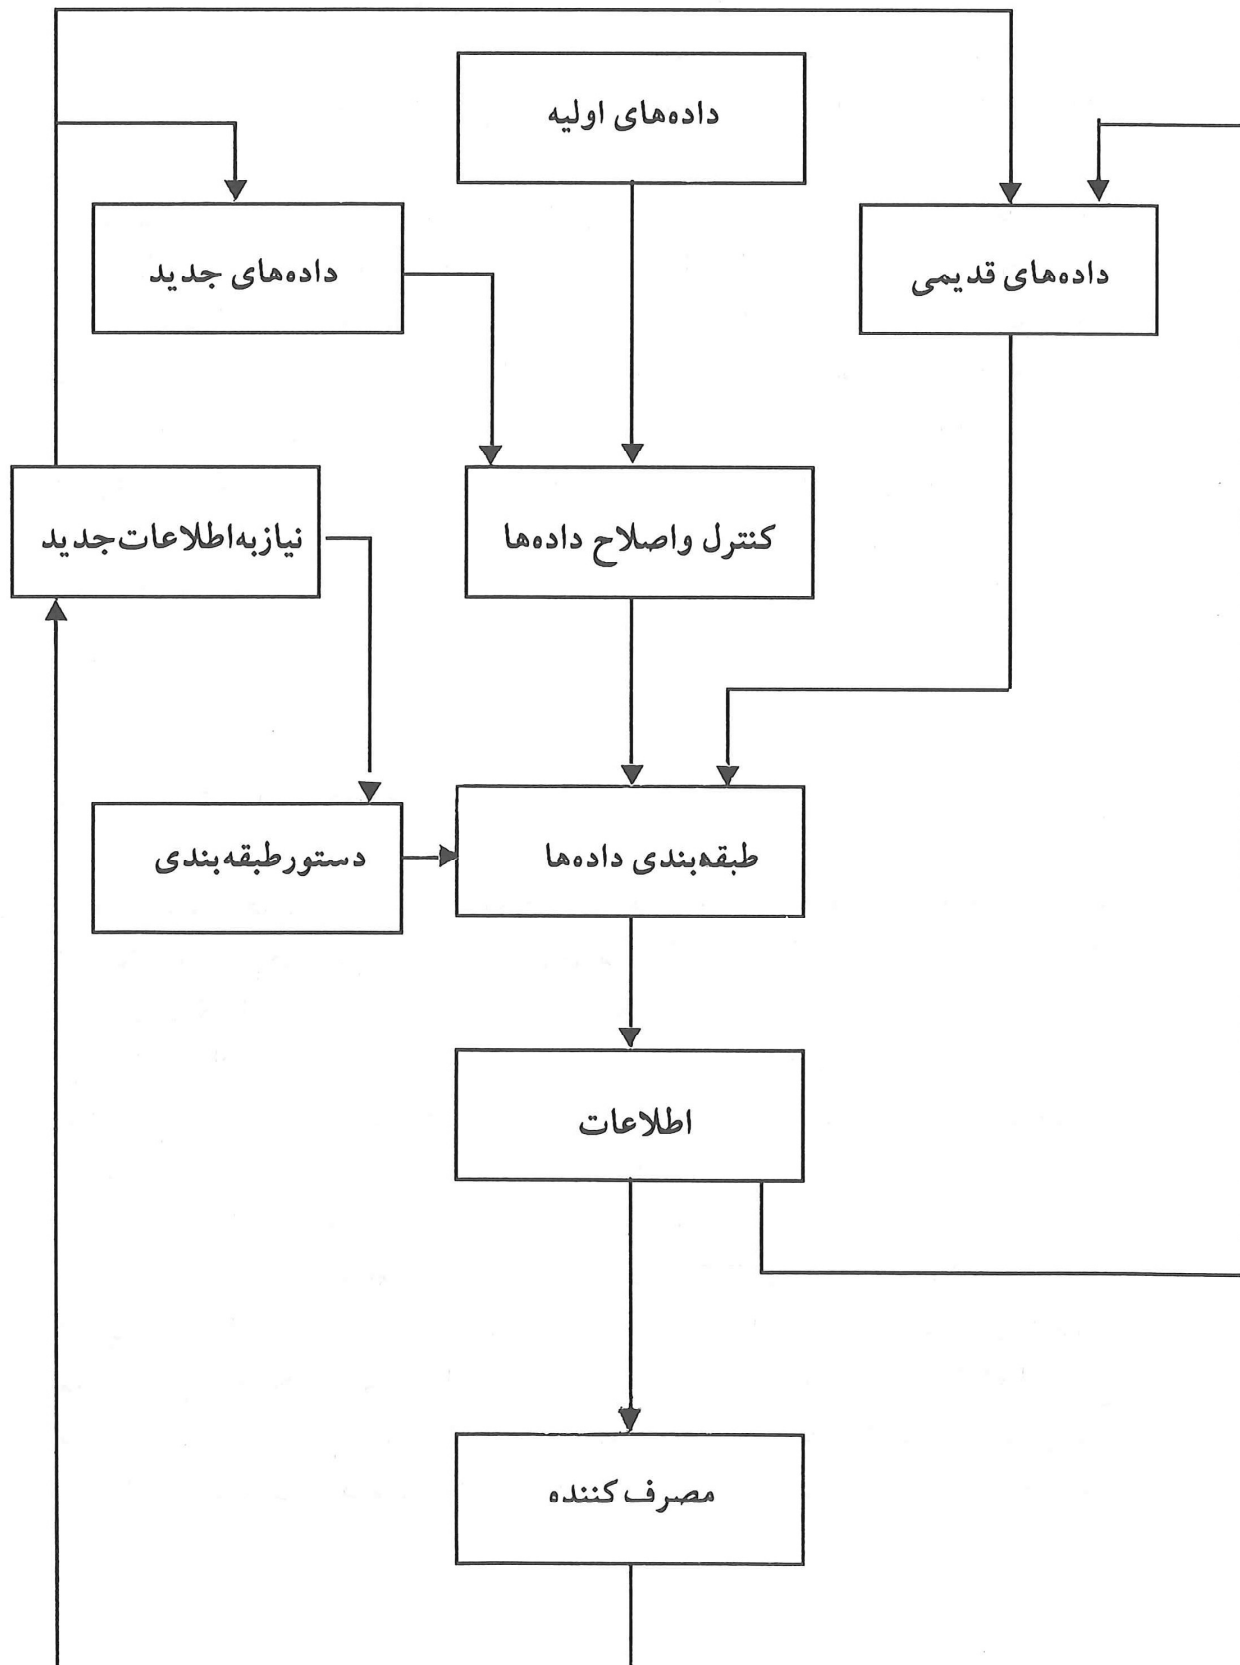 داده‌های اولیه
داده‌های قدیمی
داده‌های جدید
کنترل واصلاح داده‌ها
نیازبه‌اطلاعات‌جدید
طبقه‌بندی داده‌ها
دستورطبقه‌بندی
اطلاعات
مصرف کننده